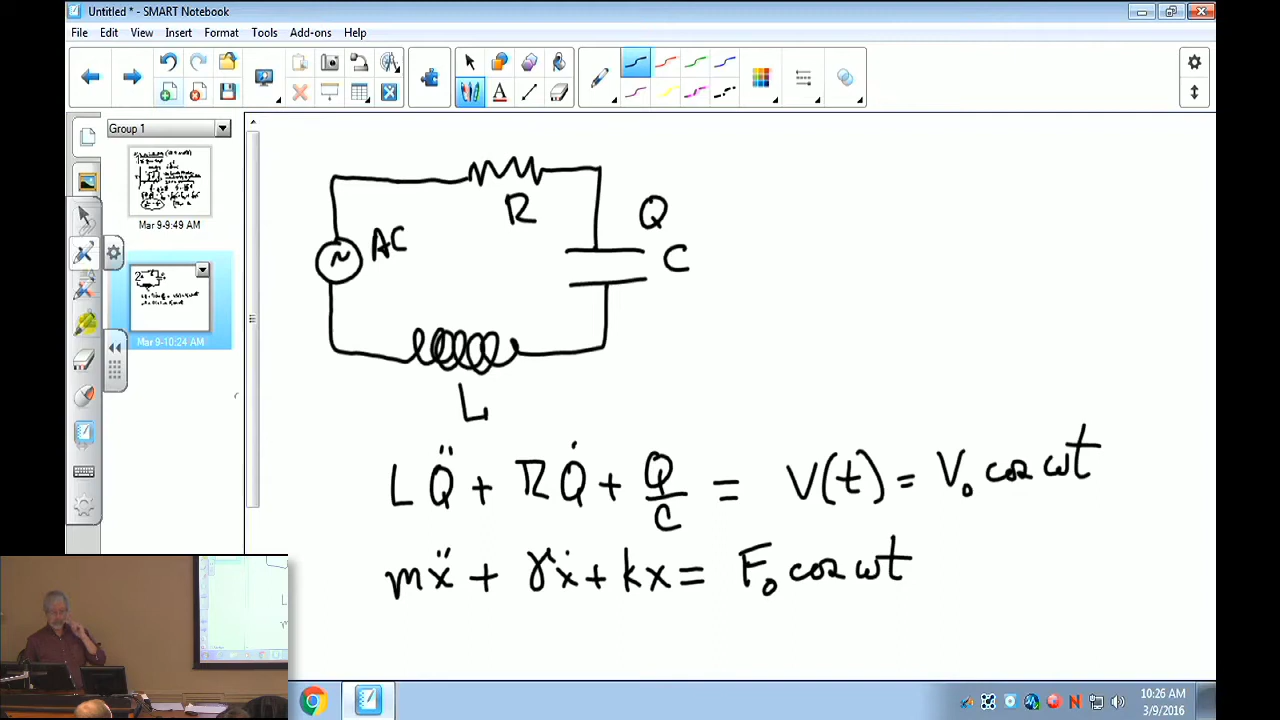 Untitled * - SMART Notebook
File Edit View Insert Format Tools Add-ons Help
Group 1
Mar 9-9:49 AM
Mar 9-10:24 AM
R
AC
Q
C
L
LQ̈ + RQ̇ + Q/C = V(t) = V₀ cos ωt
mẍ + γẋ + kx = F₀ cos ωt
10:26 AM
3/9/2016